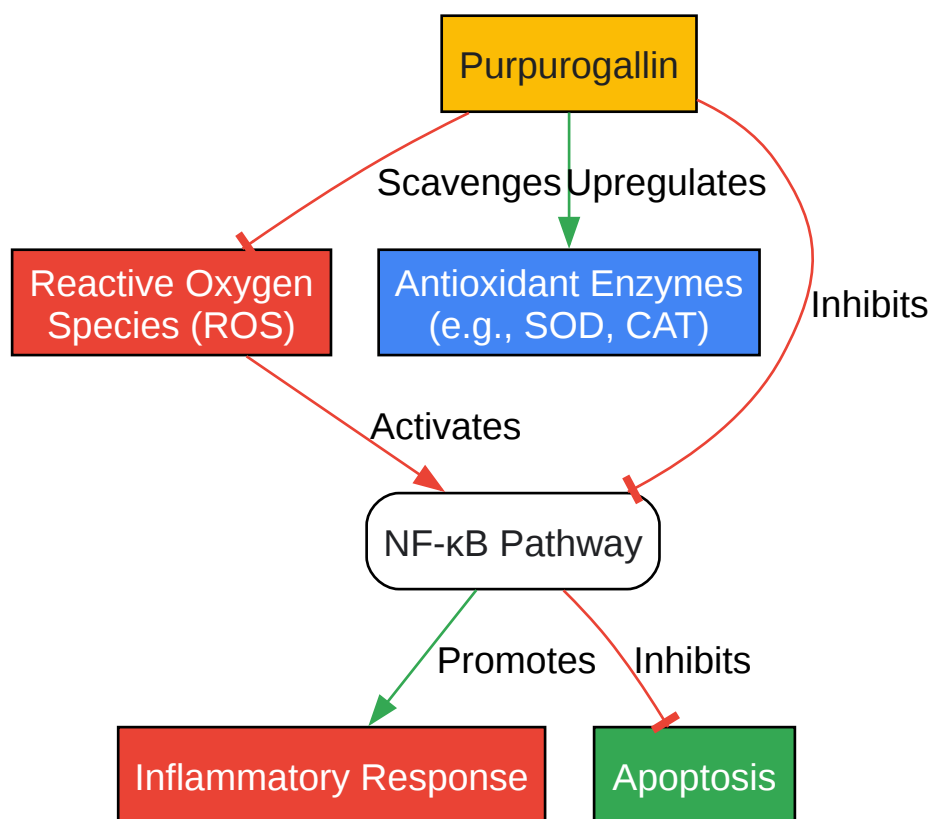 Purpurogallin
Scavenges
Upregulates
Reactive Oxygen
Species (ROS)
Antioxidant Enzymes
(e.g., SOD, CAT)
Inhibits
Activates
NF-κB Pathway
Promotes
Inhibits
Inflammatory Response
Apoptosis